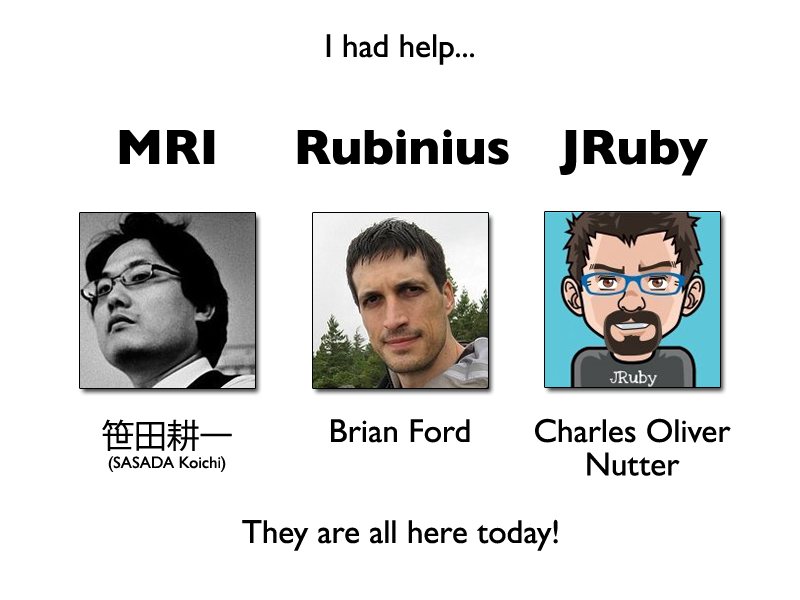 I had help...
MRI
Rubinius
JRuby
JRuby
笹田耕一
(SASADA Koichi)
Brian Ford
Charles Oliver
Nutter
They are all here today!